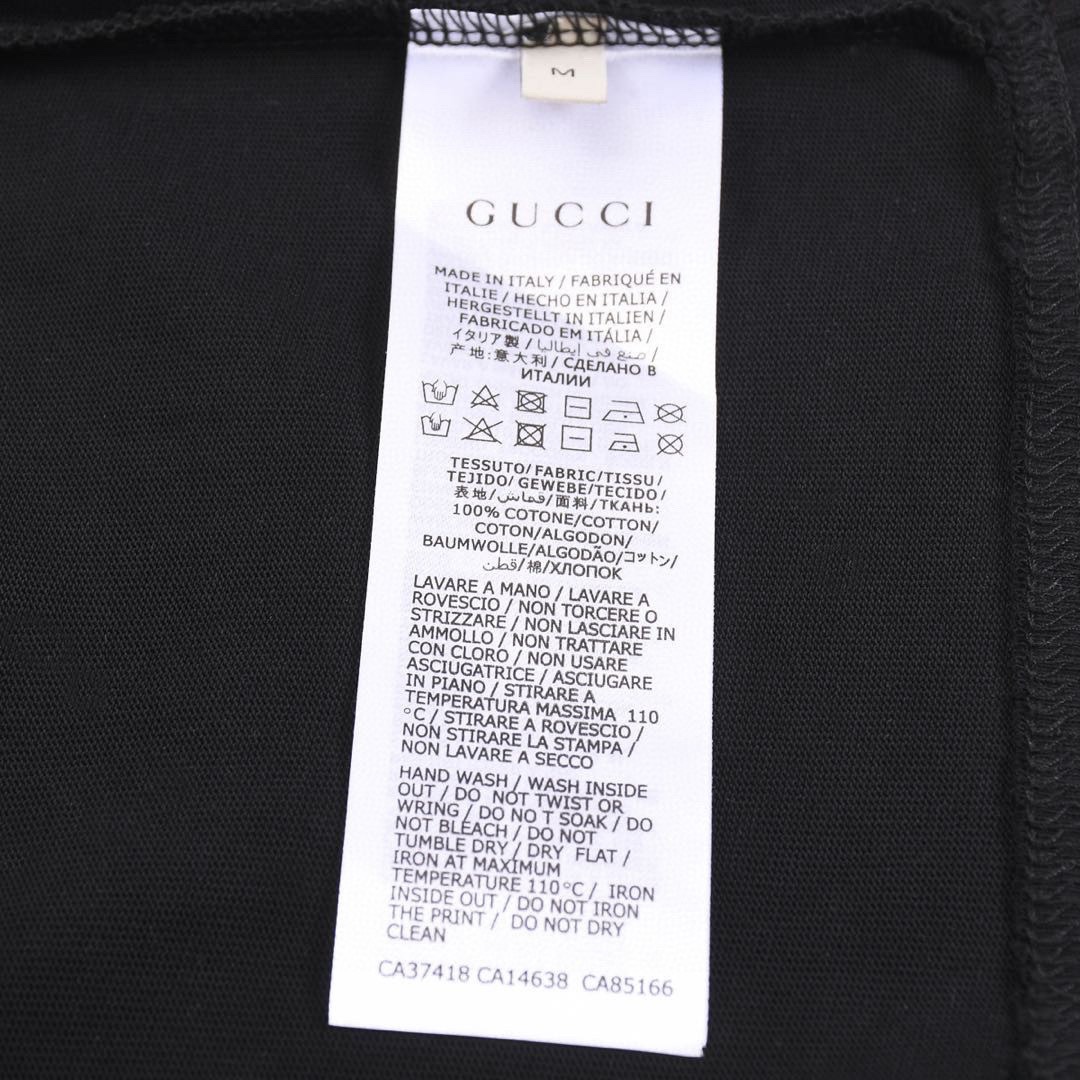 M
GUCCI
MADE IN ITALY / FABRIQUÉ EN
ITALIE / HECHO EN ITALIA /
HERGESTELLT IN ITALIEN /
FABRICADO EM ITÁLIA /
イタリア製 / صنع في إيطاليا /
产地:意大利 / СДЕЛАНО В
ИТАЛИИ
TESSUTO/FABRIC/TISSU/
TEJIDO/GEWEBE/TECIDO/
表地/قماش/面料/ТКАНЬ:
100% COTONE/COTTON/
COTON/ALGODON/
BAUMWOLLE/ALGODÃO/コットン/
قطن/棉/ХЛОПОК
LAVARE A MANO / LAVARE A
ROVESCIO / NON TORCERE O
STRIZZARE / NON LASCIARE IN
AMMOLLO / NON TRATTARE
CON CLORO / NON USARE
ASCIUGATRICE / ASCIUGARE
IN PIANO / STIRARE A
TEMPERATURA MASSIMA 110
°C / STIRARE A ROVESCIO /
NON STIRARE LA STAMPA /
NON LAVARE A SECCO
HAND WASH / WASH INSIDE
OUT / DO NOT TWIST OR
WRING / DO NO T SOAK / DO
NOT BLEACH / DO NOT
TUMBLE DRY / DRY FLAT /
IRON AT MAXIMUM
TEMPERATURE 110°C / IRON
INSIDE OUT / DO NOT IRON
THE PRINT / DO NOT DRY
CLEAN
CA37418 CA14638 CA85166